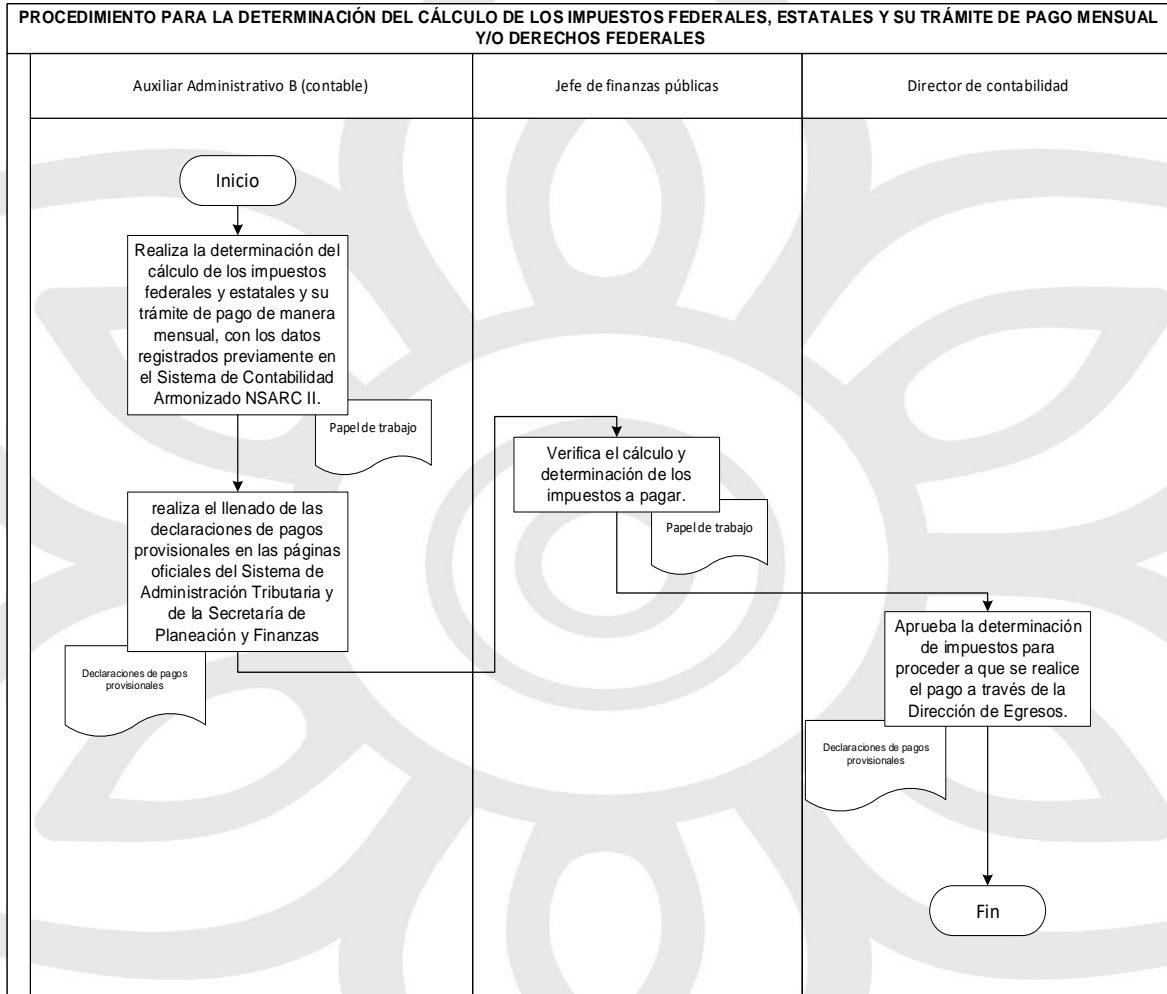 PROCEDIMIENTO PARA LA DETERMINACIÓN DEL CÁLCULO DE LOS IMPUESTOS FEDERALES, ESTATALES Y SU TRÁMITE DE PAGO MENSUAL
Y/O DERECHOS FEDERALES
Auxiliar Administrativo B (contable)
Jefe de finanzas públicas
Director de contabilidad
Inicio
Realiza la determinación del
cálculo de los impuestos
federales y estatales y su
trámite de pago de manera
mensual, con los datos
registrados previamente en
el Sistema de Contabilidad
Armonizado NSARC II.
Papel de trabajo
realiza el llenado de las
declaraciones de pagos
provisionales en las páginas
oficiales del Sistema de
Administración Tributaria y
de la Secretaría de
Planeación y Finanzas
Declaraciones de pagos
provisionales
Verifica el cálculo y
determinación de los
impuestos a pagar.
Papel de trabajo
Aprueba la determinación
de impuestos para
proceder a que se realice
el pago a través de la
Dirección de Egresos.
Declaraciones de pagos
provisionales
Fin